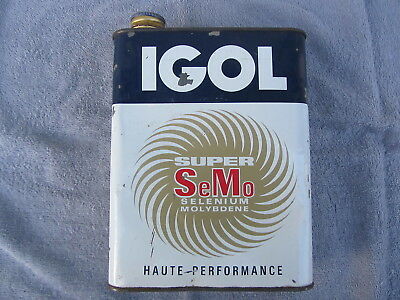 IGOL
SUPER
SeMo
SELENIUM
MOLYBDENE
HAUTE-PERFORMANCE